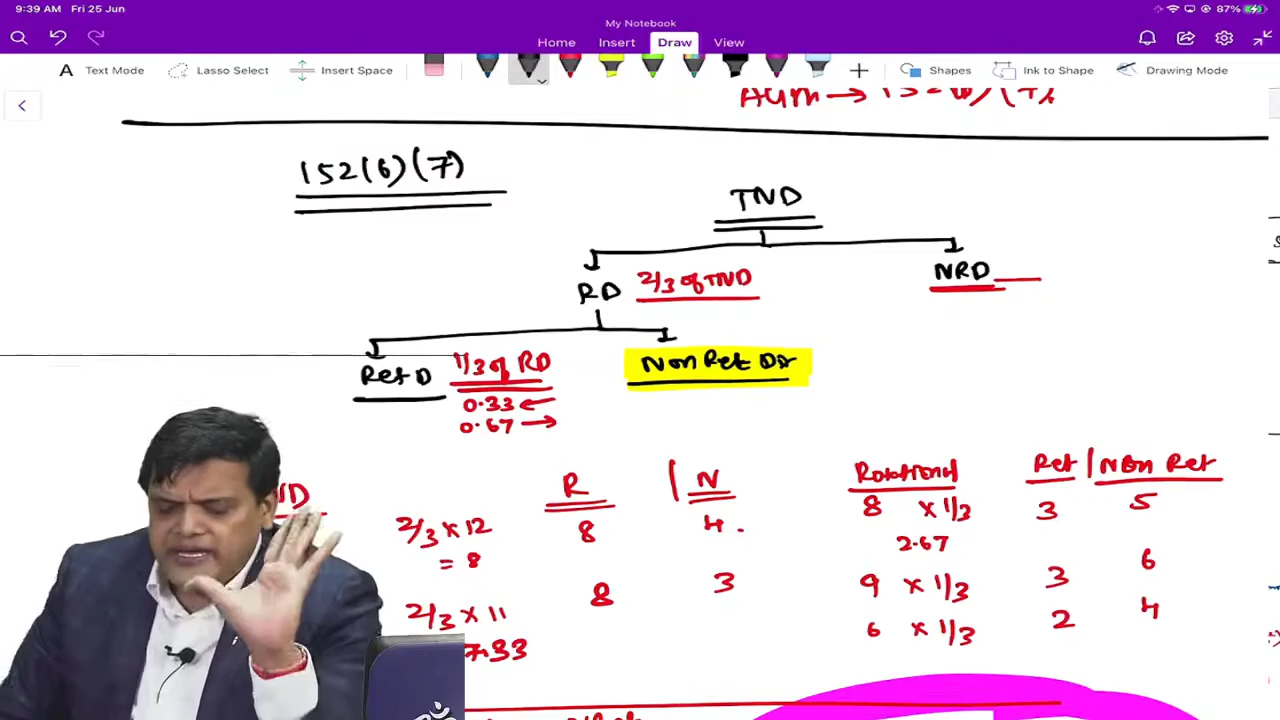 9:39 AM Fri 25 Jun
87%
My Notebook
Home Insert Draw View
A Text Mode Lasso Select Insert Space + Shapes Ink to Shape Drawing Mode
152(6)(7)
TND
RD 2/3 of TND NRD
Ret D 1/3 of RD Non Ret Dir
0.33 ←
0.67 →
R | N Rotational Ret | Non Ret
2/3 × 12 8 4 . 8 × 1/3 3 5
= 8 2.67
2/3 × 11 8 3 9 × 1/3 3 6
7.33 6 × 1/3 2 4